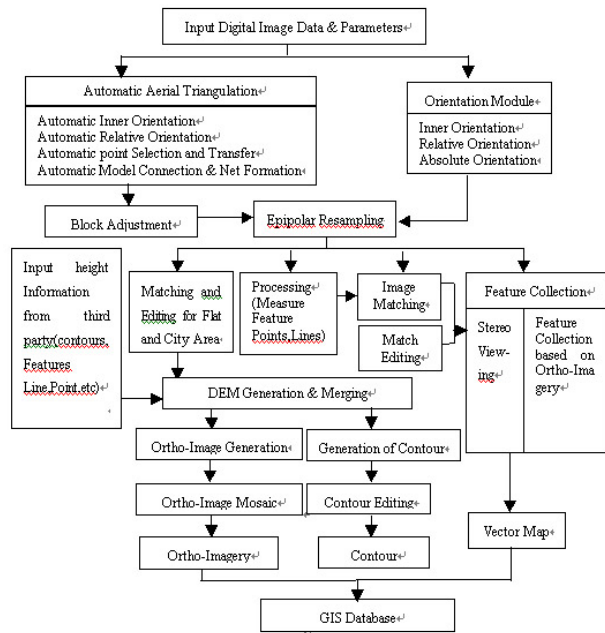 Input Digital Image Data & Parameters
Automatic Aerial Triangulation
Automatic Inner Orientation
Automatic Relative Orientation
Automatic point Selection and Transfer
Automatic Model Connection & Net Formation
Orientation Module
Inner Orientation
Relative Orientation
Absolute Orientation
Block Adjustment
Epipolar Resampling
Input height
Information
from third
party(contours,
Features
Line,Point,etc)
Matching and
Editing for Flat
and City Area
Processing
(Measure
Feature
Points,Lines)
Image
Matching
Match Editing
Feature Collection
Stereo
View-
ing
Feature
Collection
based on
Ortho-Ima
gery
DEM Generation & Merging
Ortho-Image Generation
Generation of Contour
Ortho-Image Mosaic
Contour Editing
Ortho-Imagery
Contour
Vector Map
GIS Database